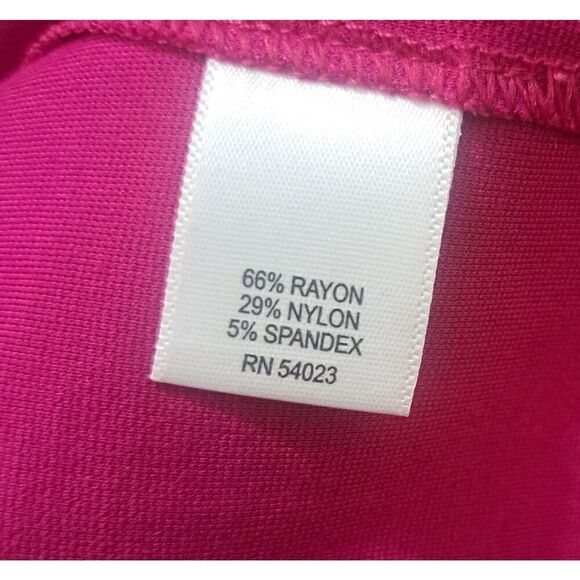 66% RAYON
29% NYLON
5% SPANDEX
RN 54023